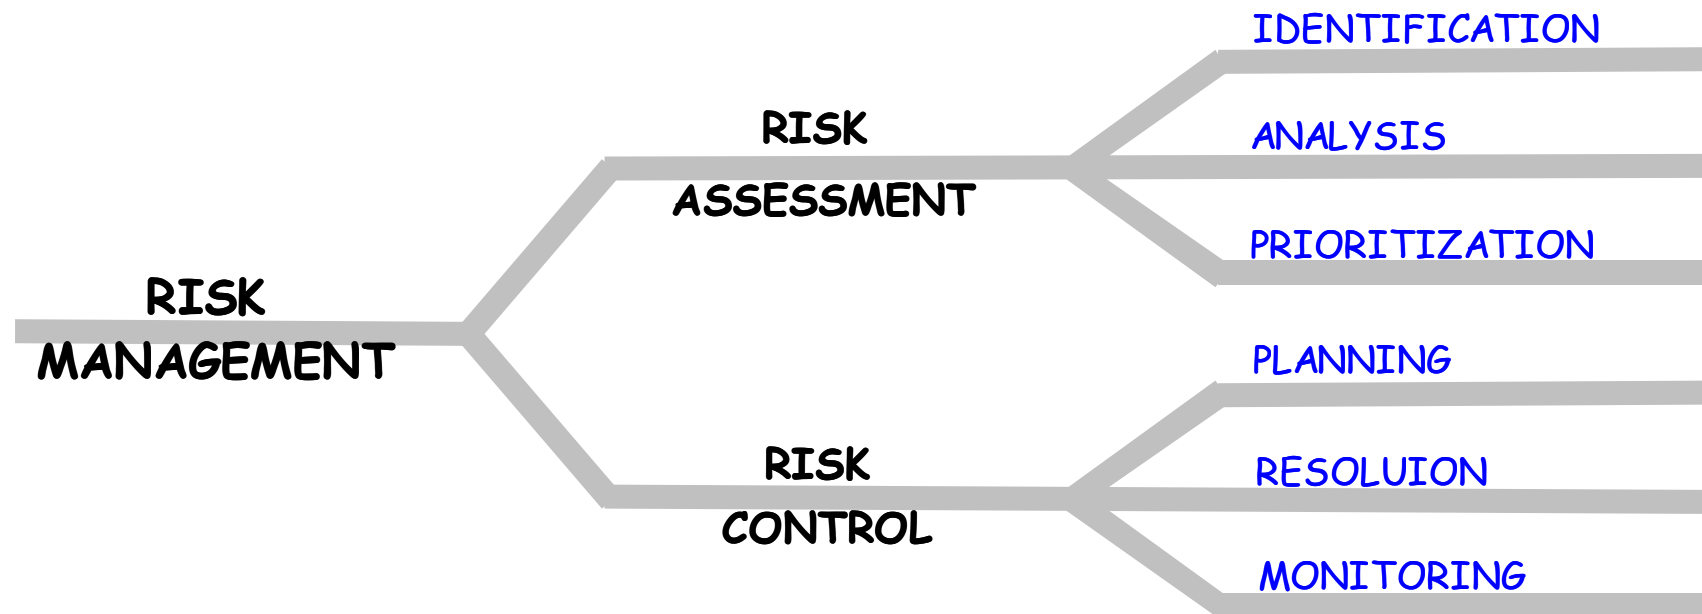 RISK
MANAGEMENT
RISK
ASSESSMENT
IDENTIFICATION
ANALYSIS
PRIORITIZATION
RISK
CONTROL
PLANNING
RESOLUION
MONITORING